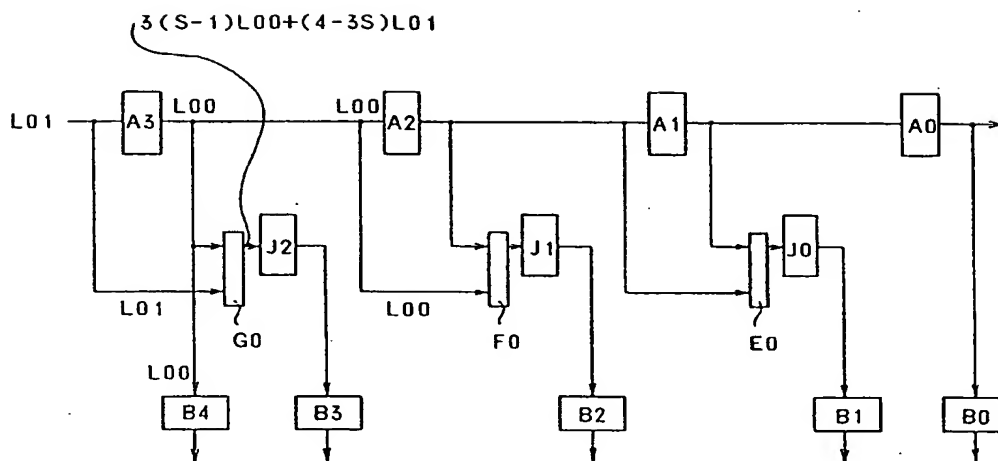 3(S-1)L00+(4-3S)L01
L01
A3
L00
L00
A2
A1
A0
J2
J1
J0
L01
G0
L00
F0
E0
L00
B4
B3
B2
B1
B0